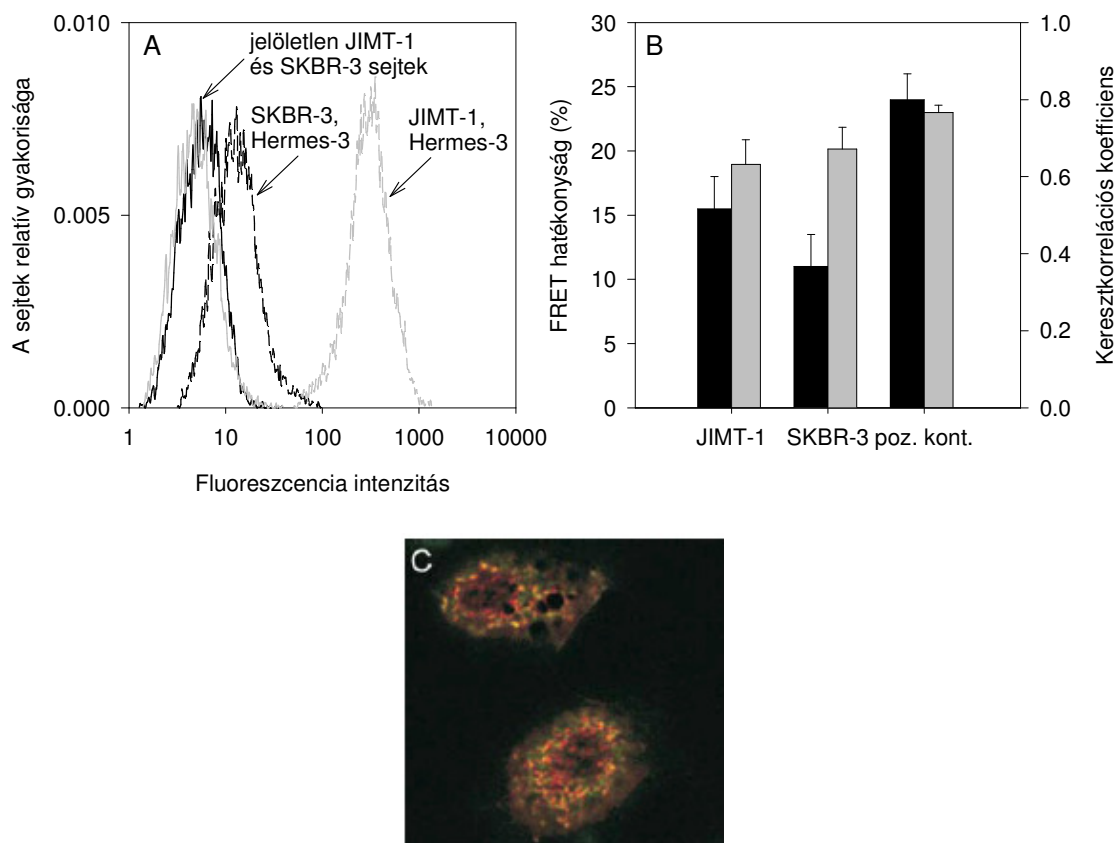 A
0.010
0.005
0.000
A sejtek relatív gyakorisága
jelöletlen JIMT-1
és SKBR-3 sejtek
SKBR-3,
Hermes-3
JIMT-1,
Hermes-3
1 10 100 1000 10000
Fluoreszcencia intenzitás
B
30
25
20
15
10
5
0
FRET hatékonyság (%)
1.0
0.8
0.6
0.4
0.2
0.0
Keresztkorrelációs koefficiens
JIMT-1 SKBR-3 poz. kont.
C